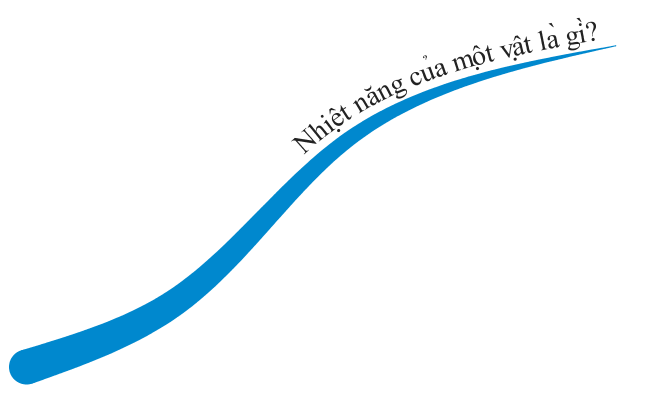 Nhiệt năng của một vật là gì?